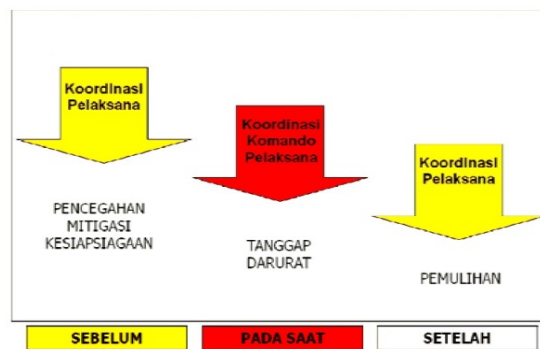 Koordinasi
Pelaksana
PENCEGAHAN
MITIGASI
KESIAPSIAGAAN
Koordinasi
Komando
Pelaksana
TANGGAP
DARURAT
Koordinasi
Pelaksana
PEMULIHAN
SEBELUM
PADA SAAT
SETELAH